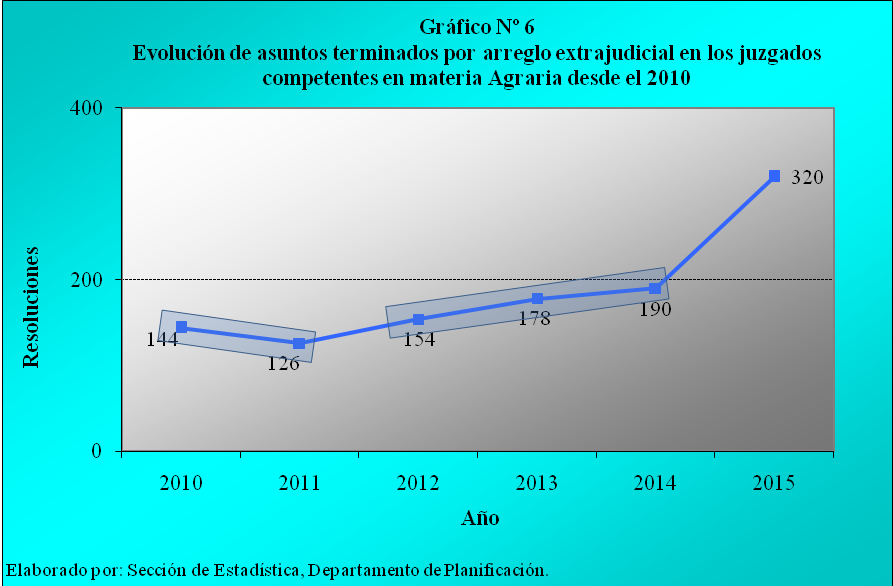 Gráfico Nº 6
Evolución de asuntos terminados por arreglo extrajudicial en los juzgados
competentes en materia Agraria desde el 2010
400
200
0
Resoluciones
144
126
154
178
190
320
2010 2011 2012 2013 2014 2015
Año
Elaborado por: Sección de Estadística, Departamento de Planificación.